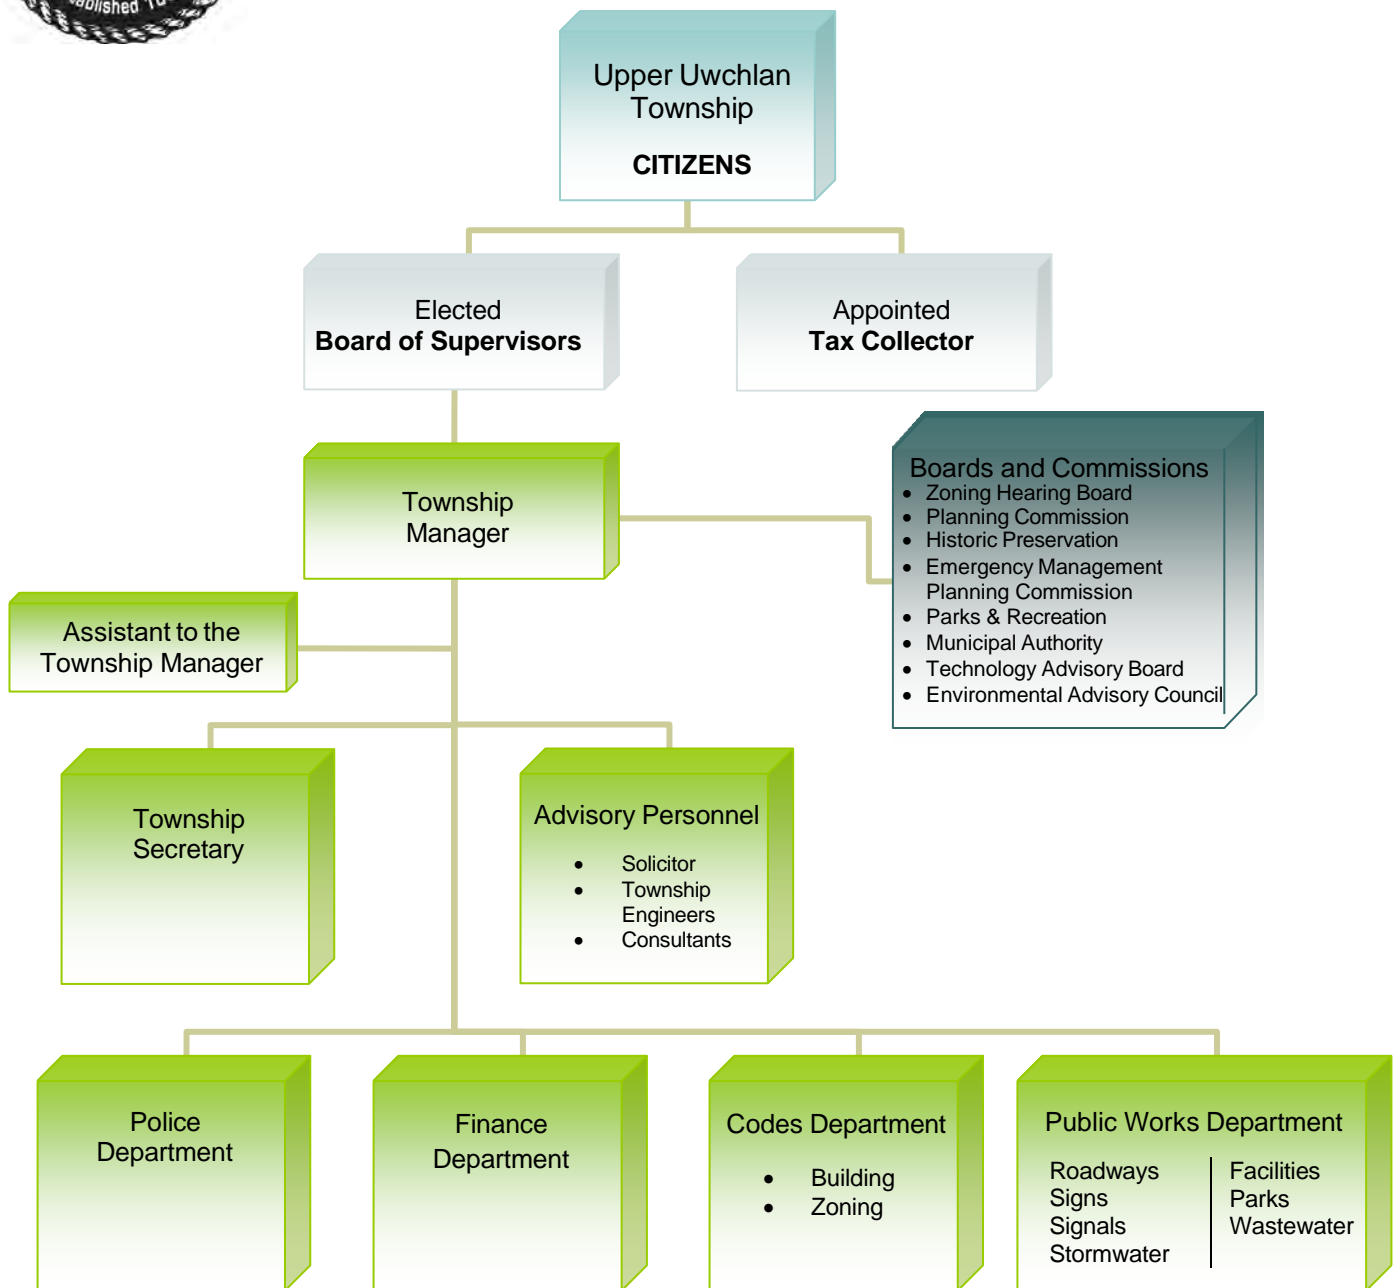 Upper Uwchlan
Township
CITIZENS
Elected
Board of Supervisors
Appointed
Tax Collector
Township
Manager
Boards and Commissions
• Zoning Hearing Board
• Planning Commission
• Historic Preservation
• Emergency Management
Planning Commission
• Parks & Recreation
• Municipal Authority
• Technology Advisory Board
• Environmental Advisory Council
Assistant to the
Township Manager
Township
Secretary
Advisory Personnel
• Solicitor
• Township
Engineers
• Consultants
Police
Department
Finance
Department
Codes Department
• Building
• Zoning
Public Works Department
Roadways
Signs
Signals
Stormwater
Facilities
Parks
Wastewater